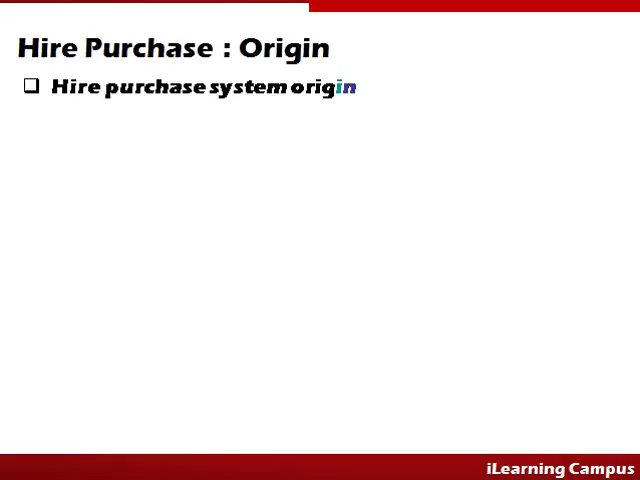 Hire Purchase : Origin
Hire purchase system origin
iLearning Campus